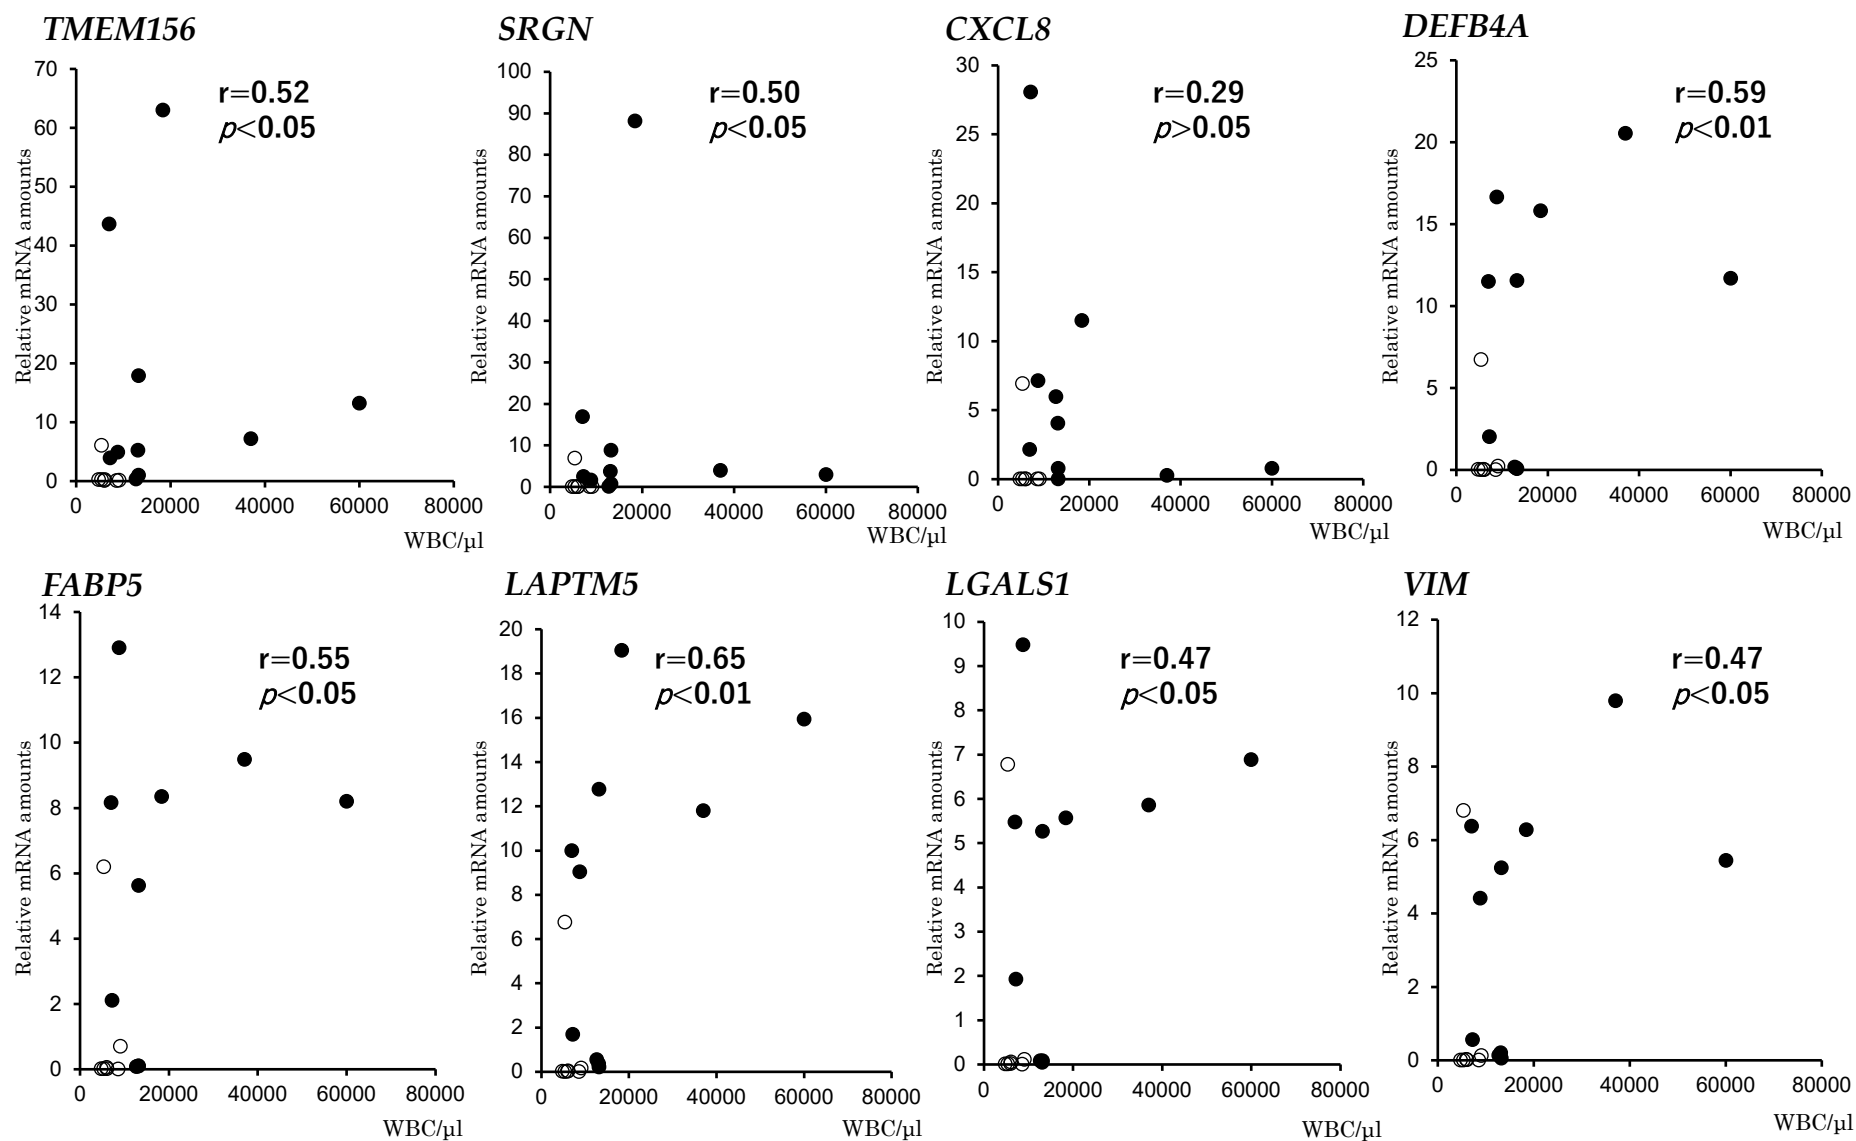 TMEM156
70
60
50
40
30
20
10
0
Relative mRNA amounts
r=0.52
p<0.05
0 20000 40000 60000 80000
WBC/µl
SRGN
100
90
80
70
60
50
40
30
20
10
0
Relative mRNA amounts
r=0.50
p<0.05
0 20000 40000 60000 80000
WBC/µl
CXCL8
30
25
20
15
10
5
0
Relative mRNA amounts
r=0.29
p>0.05
0 20000 40000 60000 80000
WBC/µl
DEFB4A
25
20
15
10
5
0
Relative mRNA amounts
r=0.59
p<0.01
0 20000 40000 60000 80000
WBC/µl
FABP5
14
12
10
8
6
4
2
0
Relative mRNA amounts
r=0.55
p<0.05
0 20000 40000 60000 80000
WBC/µl
LAPTM5
20
18
16
14
12
10
8
6
4
2
0
Relative mRNA amounts
r=0.65
p<0.01
0 20000 40000 60000 80000
WBC/µl
LGALS1
10
9
8
7
6
5
4
3
2
1
0
Relative mRNA amounts
r=0.47
p<0.05
0 20000 40000 60000 80000
WBC/µl
VIM
12
10
8
6
4
2
0
Relative mRNA amounts
r=0.47
p<0.05
0 20000 40000 60000 80000
WBC/µl